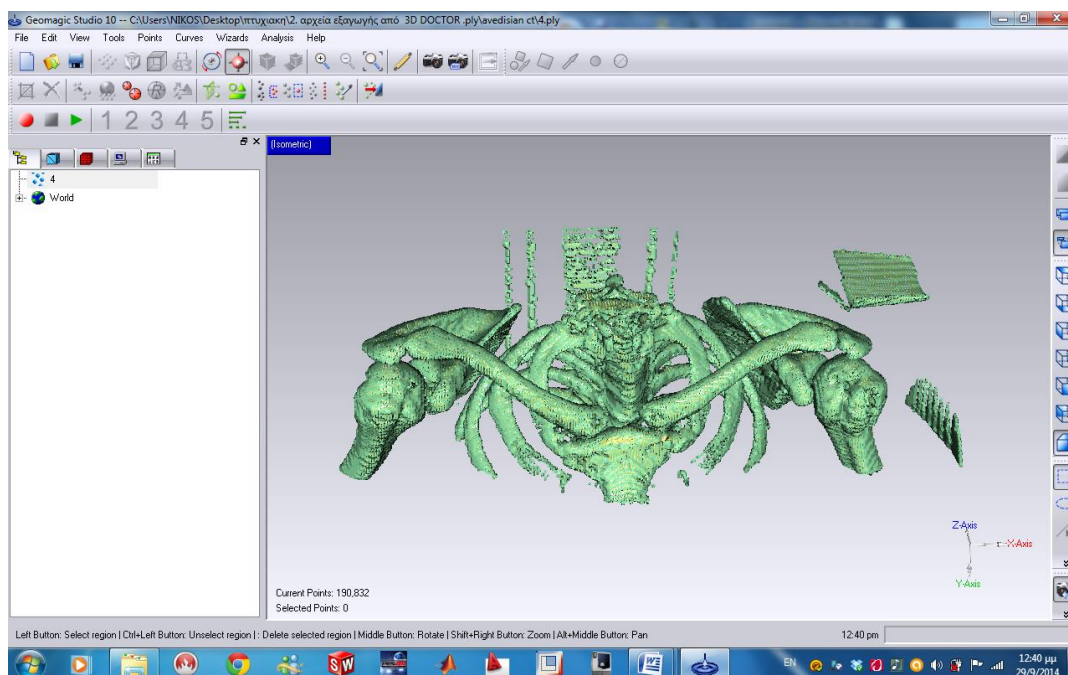 Geomagic Studio 10 -- C:\Users\NIKOS\Desktop\πτυχιακη\2. αρχεία εξαγωγής από 3D DOCTOR .ply\avedisian ct\4.ply
File Edit View Tools Points Curves Wizards Analysis Help
1 2 3 4 5
(Isometric)
4
World
Z-Axis
X-Axis
Y-Axis
Current Points: 190,832
Selected Points: 0
Left Button: Select region | Ctrl+Left Button: Unselect region | : Delete selected region | Middle Button: Rotate | Shift+Right Button: Zoom | Alt+Middle Button: Pan 12:40 pm
SW EN 12:40 μμ
29/9/2014